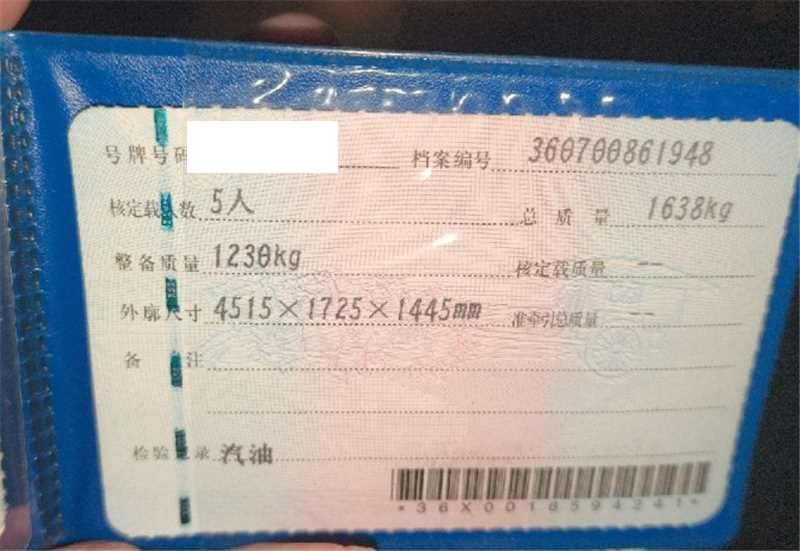 号牌号码 档案编号 360700861948
核定载人数 5人 总质量 1638kg
整备质量 1230kg 核定载质量 --
外廓尺寸 4515×1725×1445mm 准牵引总质量 --
备注
检验记录 汽油
*36X0016594241*